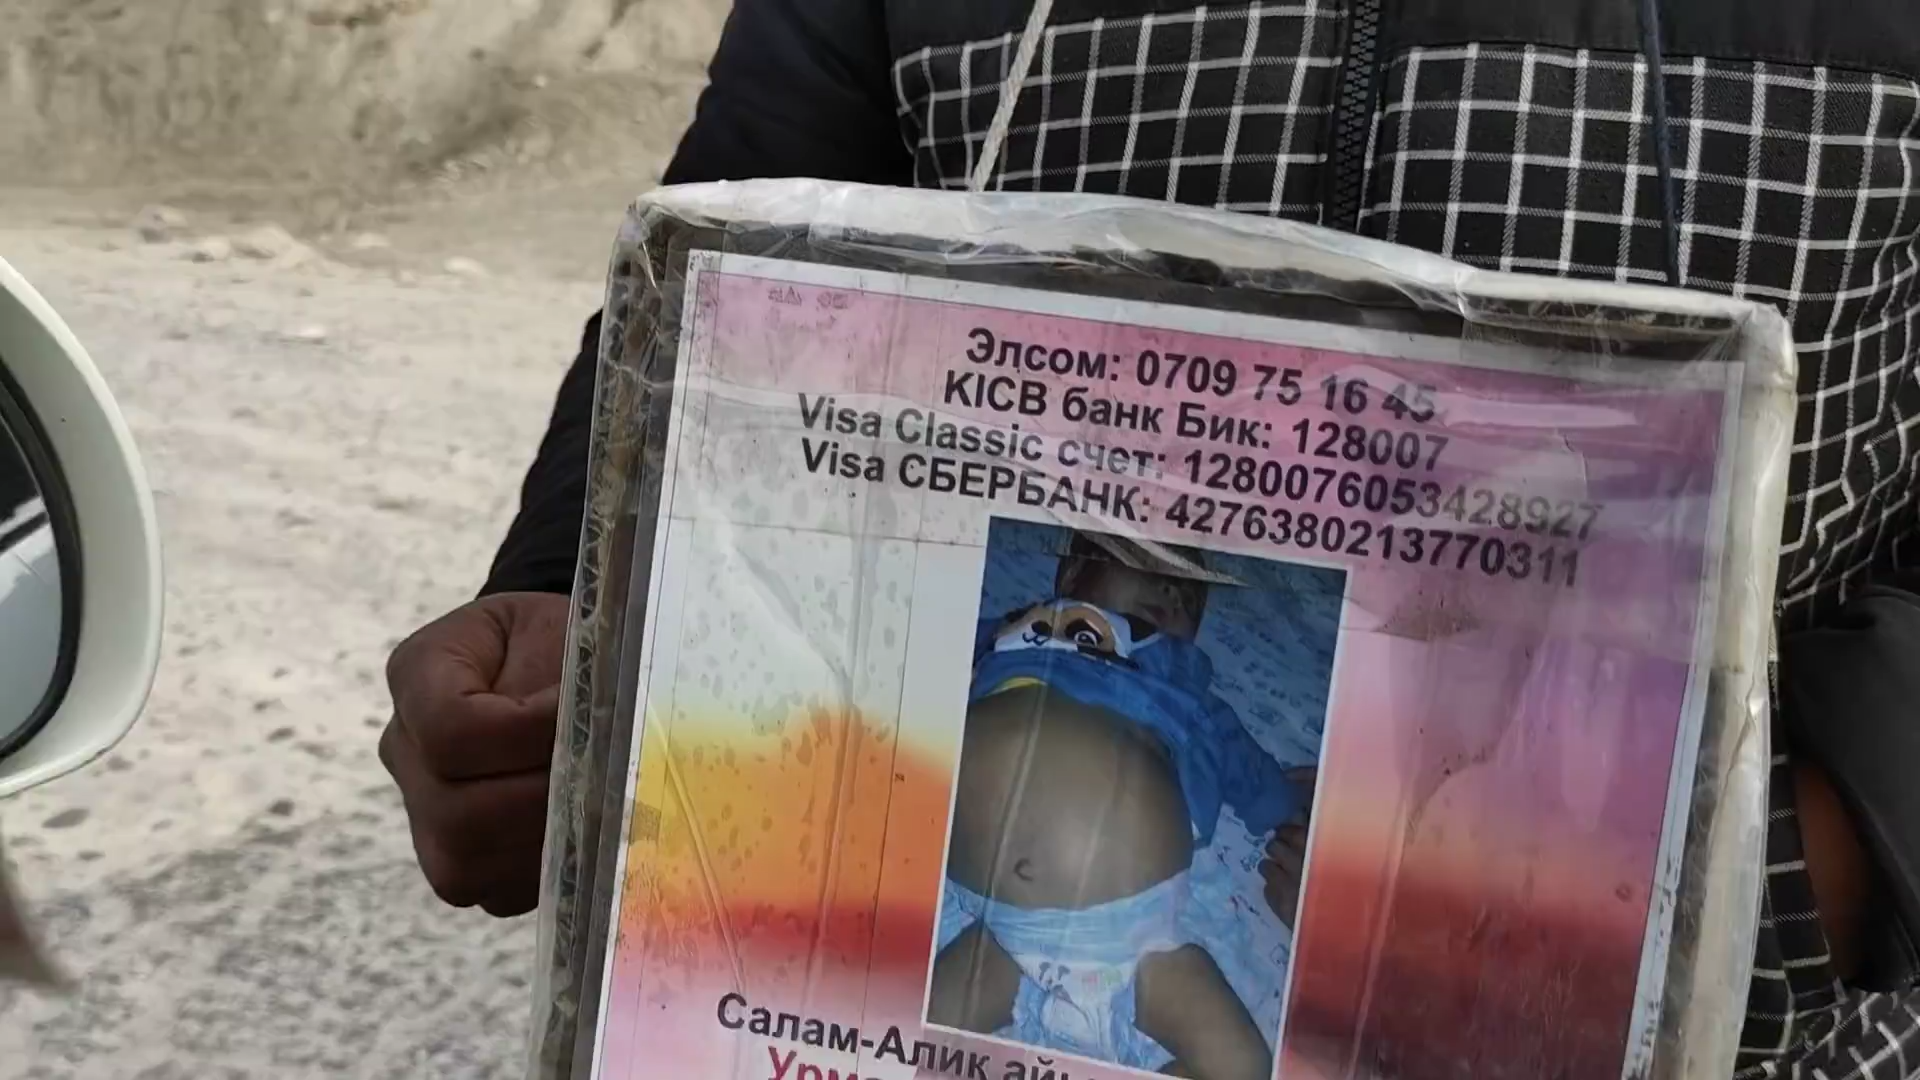 Элсом: 0709 75 16 45
KICB банк Бик: 128007
Visa Classic счет: 1280076053428927
Visa СБЕРБАНК: 4276380213770311
Салам-Алик